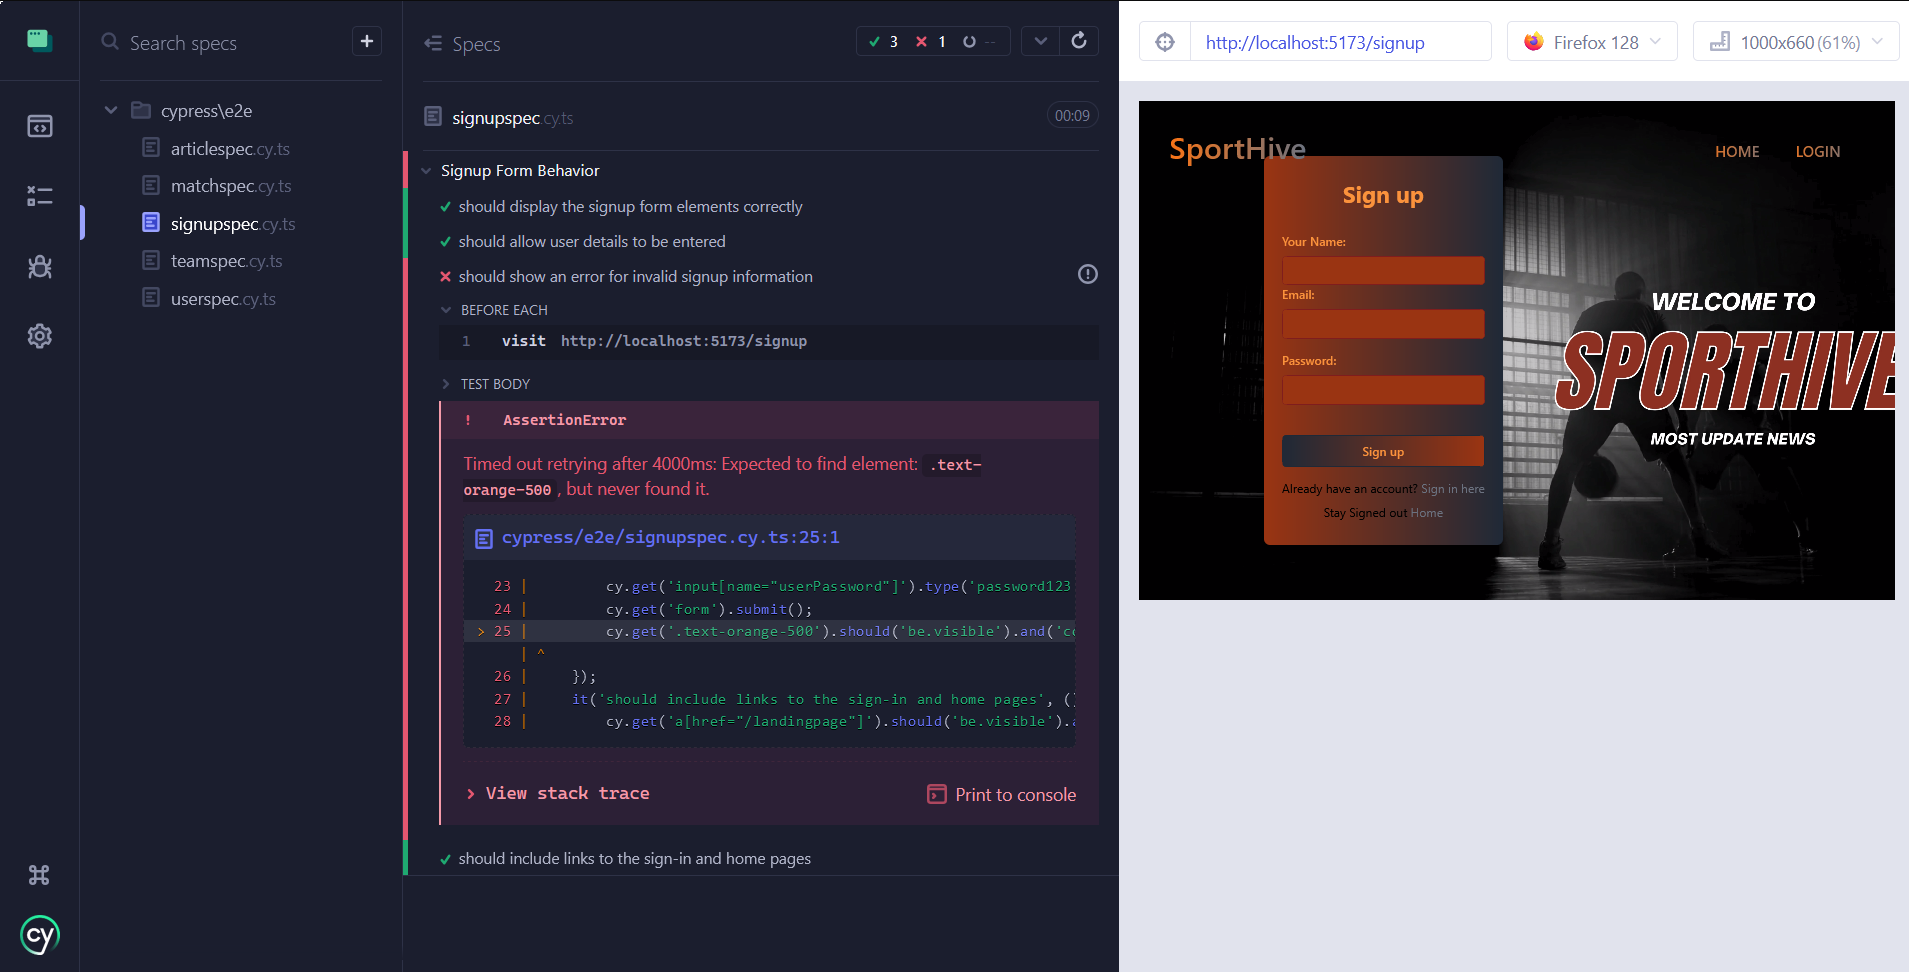 Search specs
+
cypress\e2e
articlespec.cy.ts
matchspec.cy.ts
signupspec.cy.ts
teamspec.cy.ts
userspec.cy.ts
cy
Specs
3 1 --
signupspec.cy.ts
00:09
Signup Form Behavior
should display the signup form elements correctly
should allow user details to be entered
should show an error for invalid signup information
BEFORE EACH
1 visit http://localhost:5173/signup
TEST BODY
! AssertionError
Timed out retrying after 4000ms: Expected to find element: .text-
orange-500, but never found it.
cypress/e2e/signupspec.cy.ts:25:1
23 | cy.get('input[name="userPassword"]').type('password123
24 | cy.get('form').submit();
> 25 | cy.get('.text-orange-500').should('be.visible').and('co
| ^
26 | });
27 | it('should include links to the sign-in and home pages', ()
28 | cy.get('a[href="/landingpage"]').should('be.visible').a
> View stack trace
Print to console
should include links to the sign-in and home pages
http://localhost:5173/signup
Firefox 128
1000x660 (61%)
SportHive
HOME
LOGIN
Sign up
Your Name:
Email:
Password:
Sign up
Already have an account? Sign in here
Stay Signed out Home
WELCOME TO
SPORTHIVE
MOST UPDATE NEWS